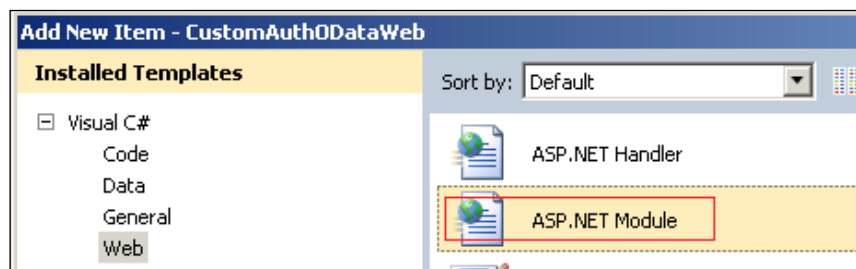 Add New Item - CustomAuthODataWeb
Installed Templates
Sort by: Default
Visual C#
Code
Data
General
Web
ASP.NET Handler
ASP.NET Module